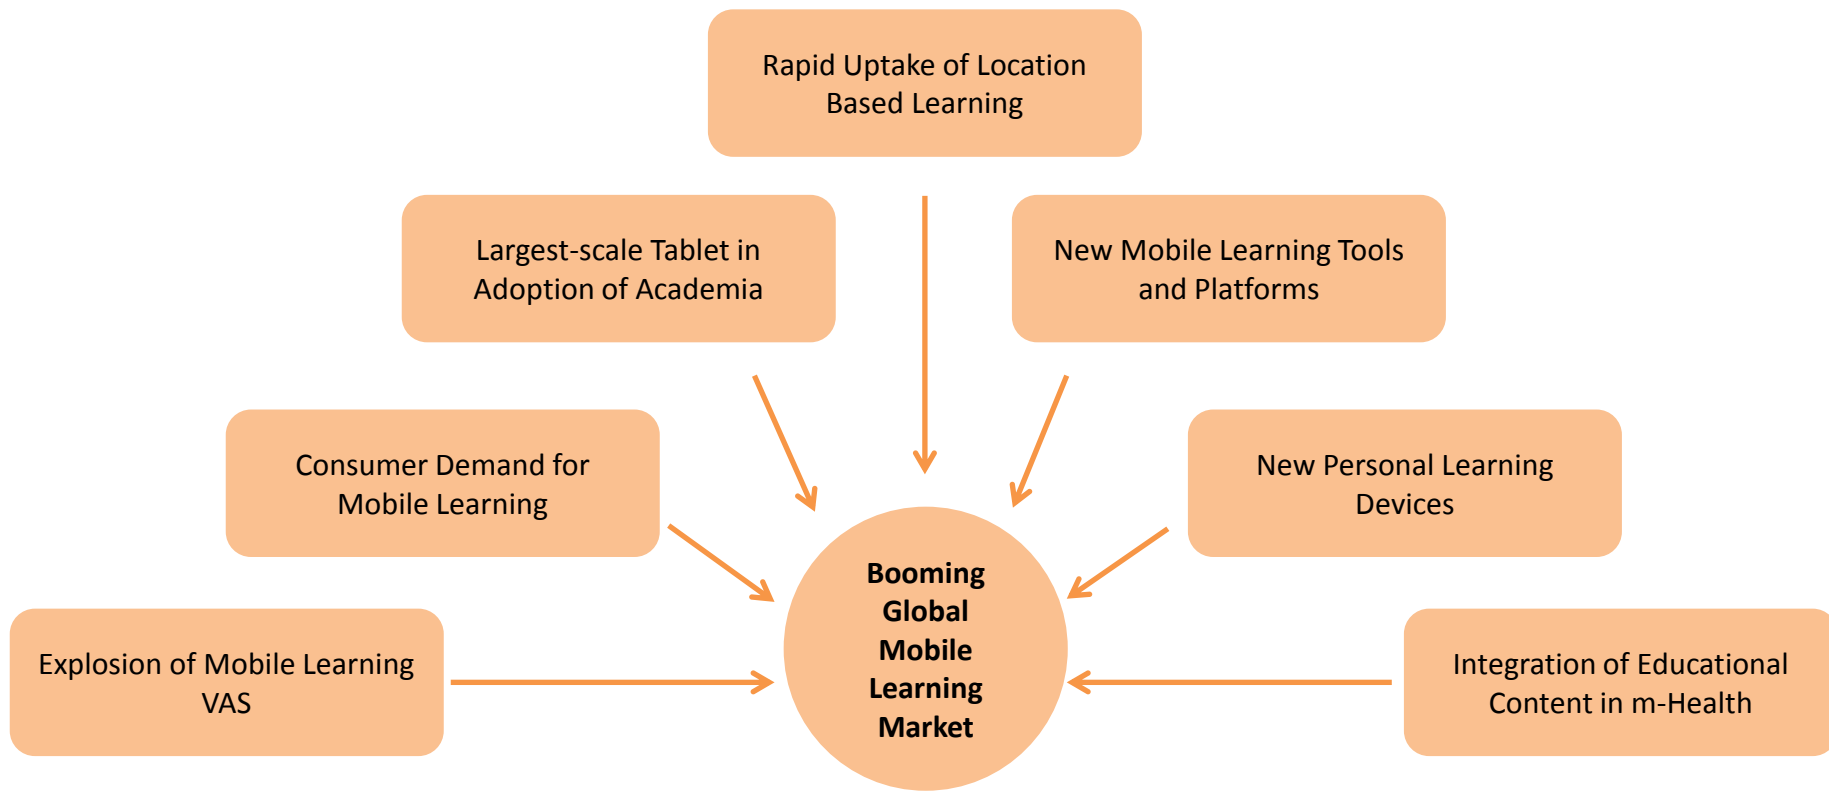 Rapid Uptake of Location
Based Learning
Largest-scale Tablet in
Adoption of Academia
New Mobile Learning Tools
and Platforms
Consumer Demand for
Mobile Learning
New Personal Learning
Devices
Explosion of Mobile Learning
VAS
Booming
Global
Mobile
Learning
Market
Integration of Educational
Content in m-Health